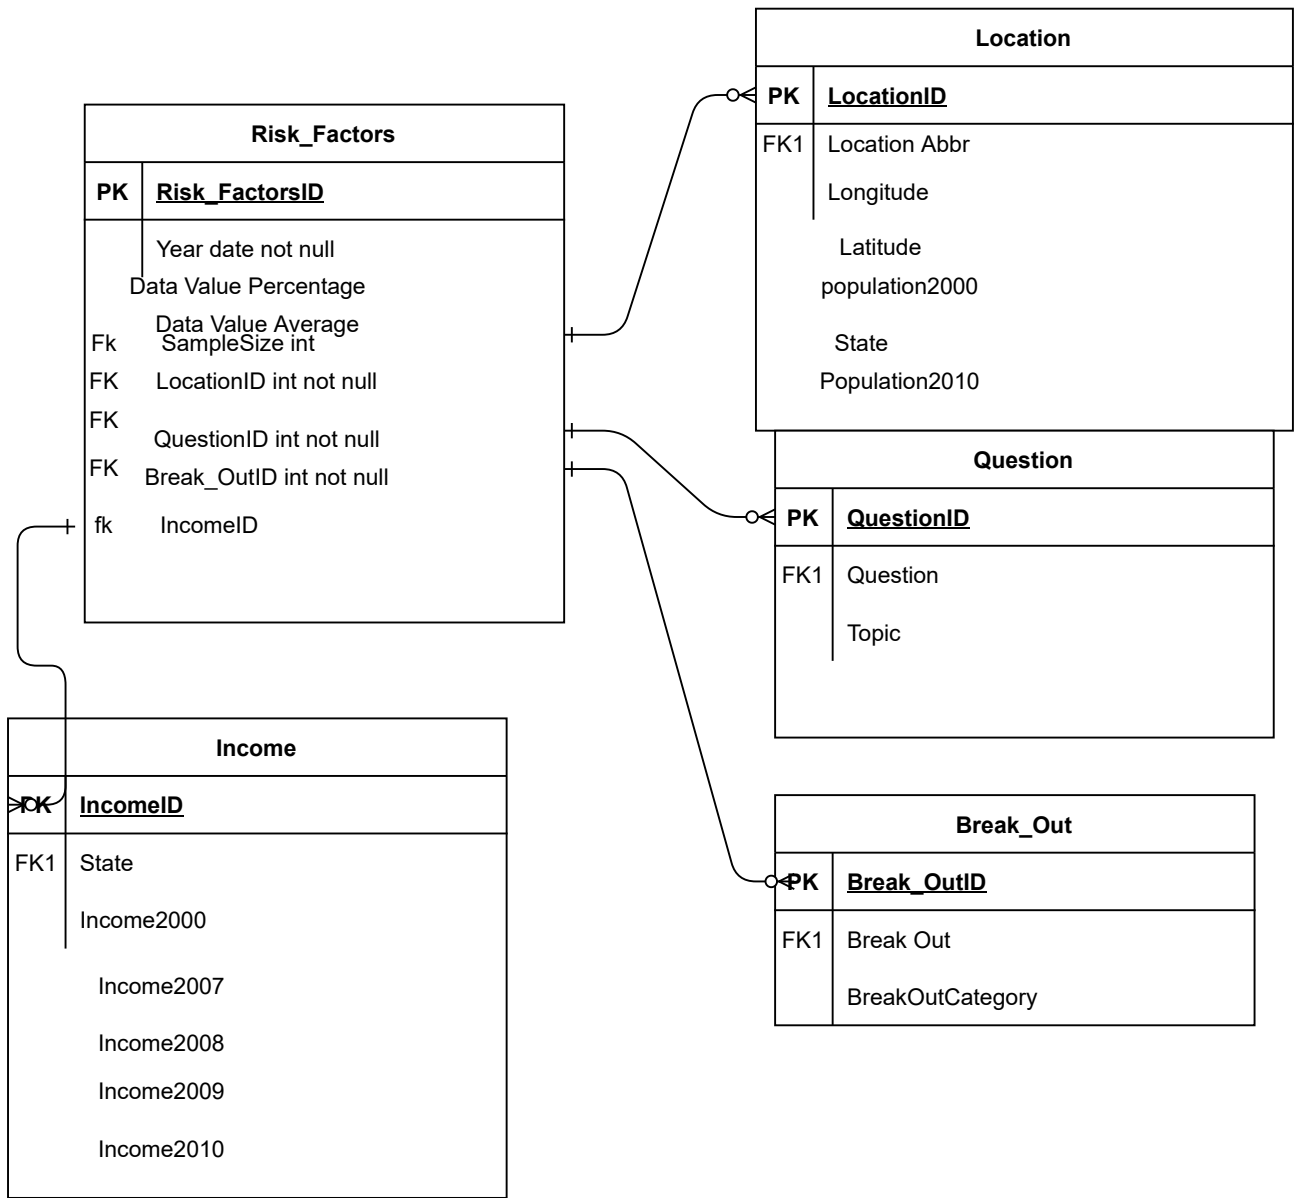 Location
PK LocationID
FK1 Location Abbr
Longitude
Latitude
population2000
State
Population2010
Risk_Factors
PK Risk_FactorsID
Year date not null
Data Value Percentage
Data Value Average
Fk SampleSize int
FK LocationID int not null
FK QuestionID int not null
FK Break_OutID int not null
fk IncomeID
Question
PK QuestionID
FK1 Question
Topic
Income
PK IncomeID
FK1 State
Income2000
Income2007
Income2008
Income2009
Income2010
Break_Out
PK Break_OutID
FK1 Break Out
BreakOutCategory